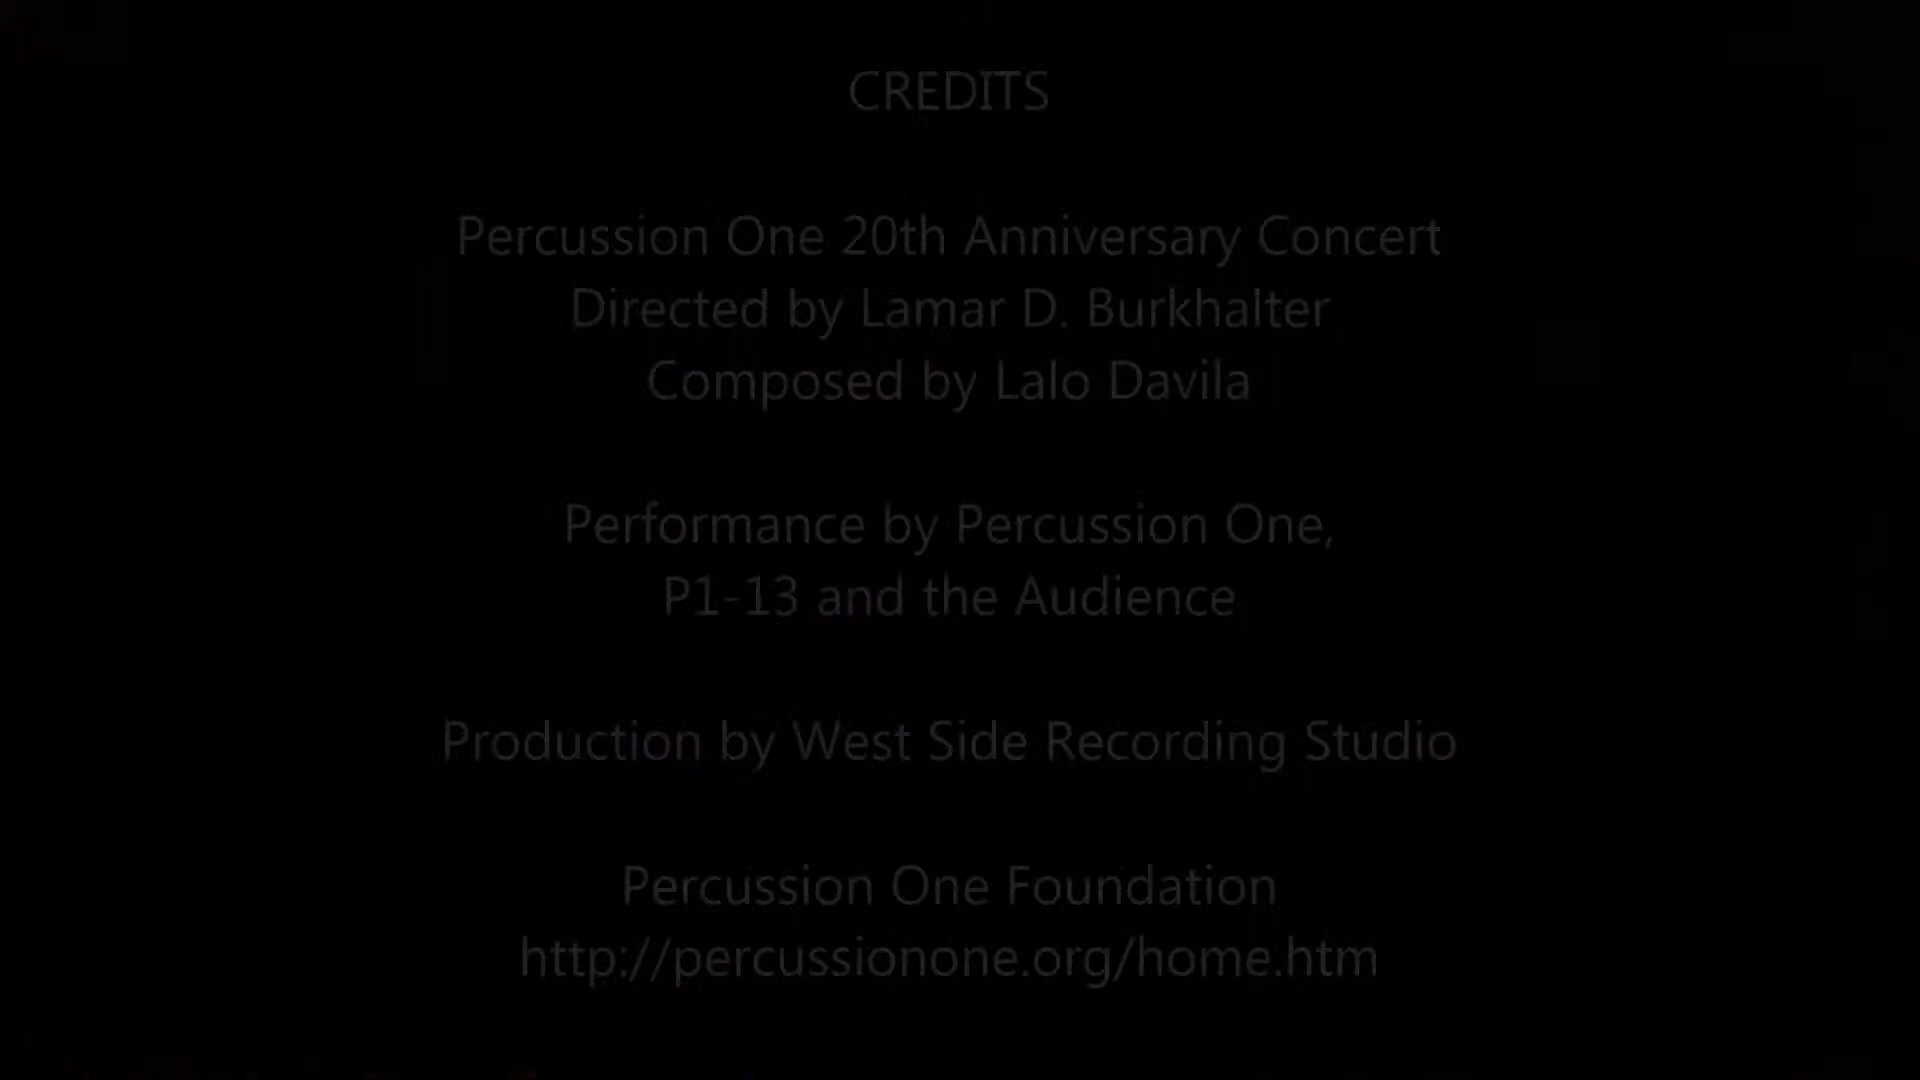 CREDITS
Percussion One 20th Anniversary Concert
Directed by Lamar D. Burkhalter
Composed by Lalo Davila
Performance by Percussion One,
P1-13 and the Audience
Production by West Side Recording Studio
Percussion One Foundation
http://percussionone.org/home.htm